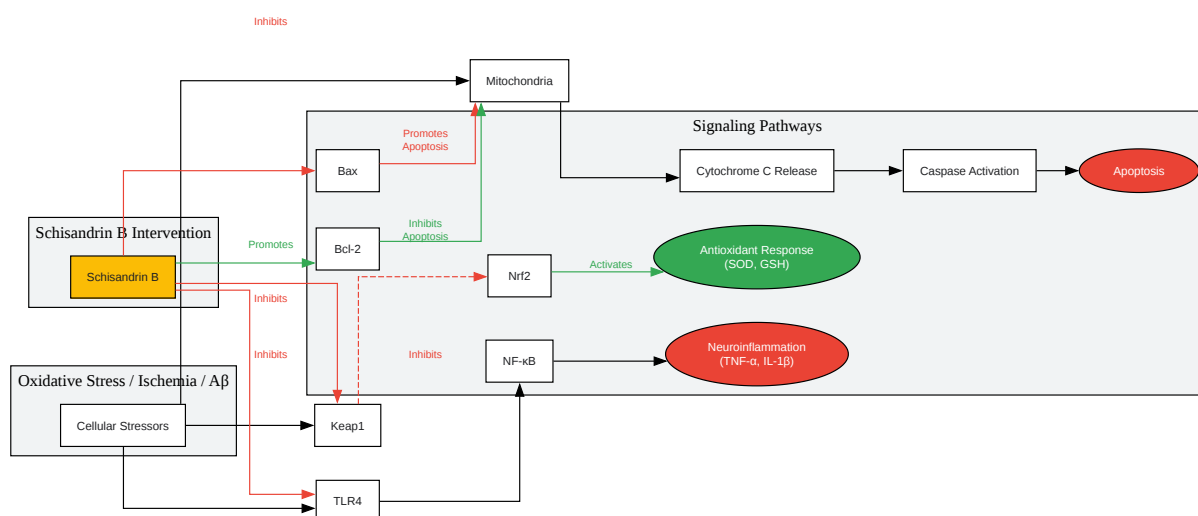 Inhibits
Mitochondria
Signaling Pathways
Promotes
Apoptosis
Bax
Cytochrome C Release
Caspase Activation
Apoptosis
Schisandrin B Intervention
Schisandrin B
Promotes
Inhibits
Inhibits
Apoptosis
Bcl-2
Nrf2
Activates
Antioxidant Response
(SOD, GSH)
Inhibits
Inhibits
NF-κB
Neuroinflammation
(TNF-α, IL-1β)
Oxidative Stress / Ischemia / Aβ
Cellular Stressors
Keap1
TLR4